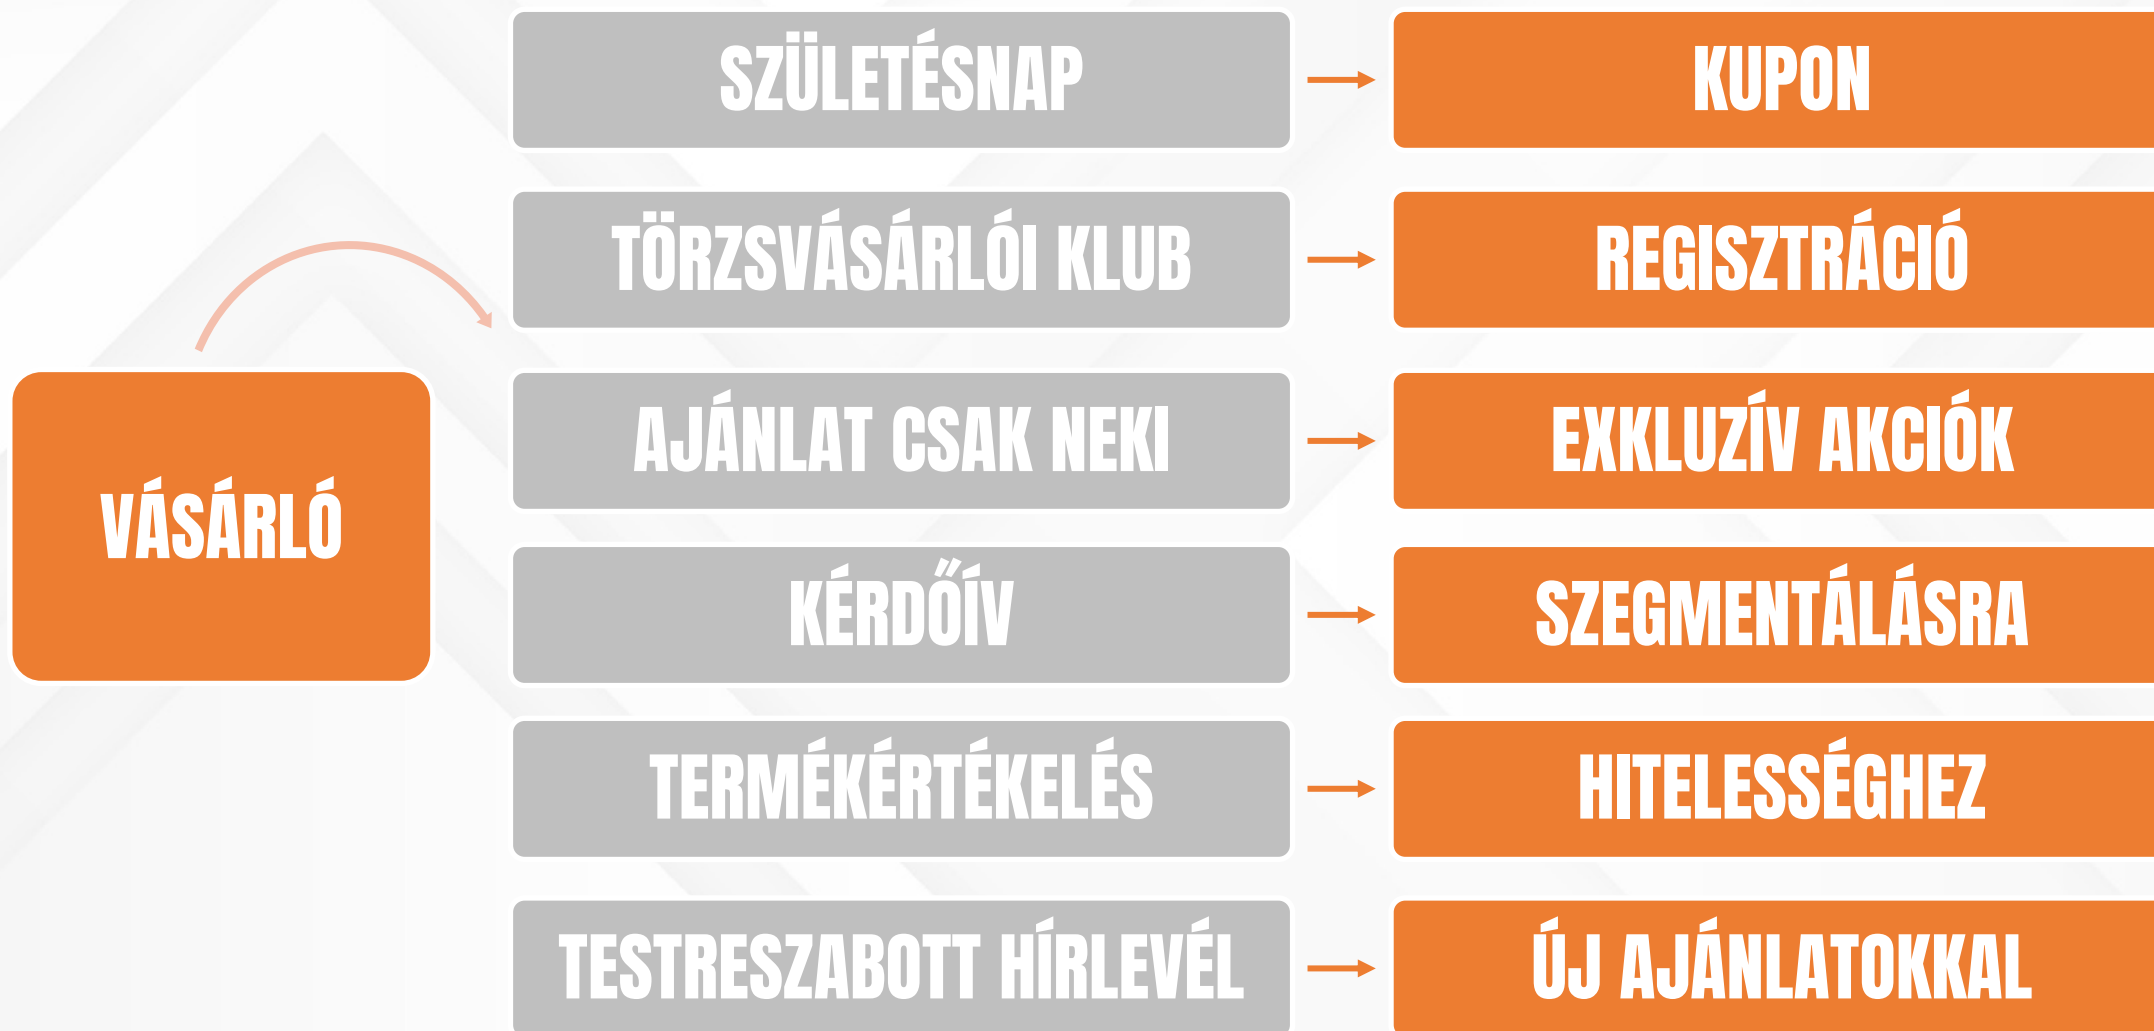 VÁSÁRLÓ
SZÜLETÉSNAP
KUPON
TÖRZSVÁSÁRLÓI KLUB
REGISZTRÁCIÓ
AJÁNLAT CSAK NEKI
EXKLUZÍV AKCIÓK
KÉRDŐÍV
SZEGMENTÁLÁSRA
TERMÉKÉRTÉKELÉS
HITELESSÉGHEZ
TESTRESZABOTT HÍRLEVÉL
ÚJ AJÁNLATOKKAL